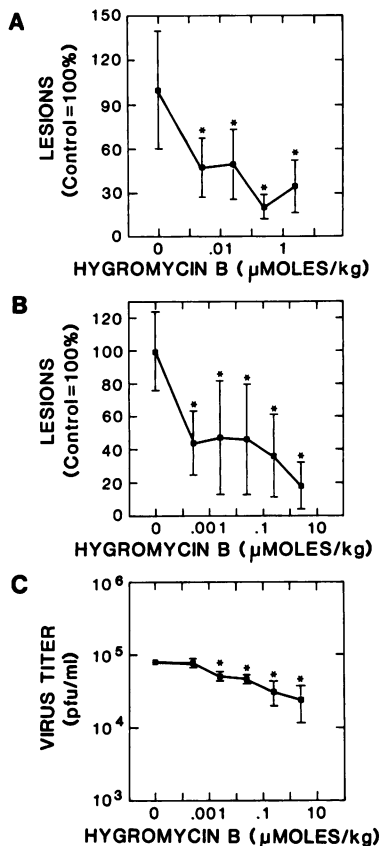 A
LESIONS
(Control=100%)
150
120
90
60
30
0
0 .01 1
HYGROMYCIN B (μMOLES/kg)
* * * *
B
LESIONS
(Control=100%)
120
100
80
60
40
20
0
0 .001 .1 10
HYGROMYCIN B (μMOLES/kg)
* * * * *
C
VIRUS TITER
(pfu/ml)
10⁶
10⁵
10⁴
10³
0 .001 .1 10
HYGROMYCIN B (μMOLES/kg)
* * * *